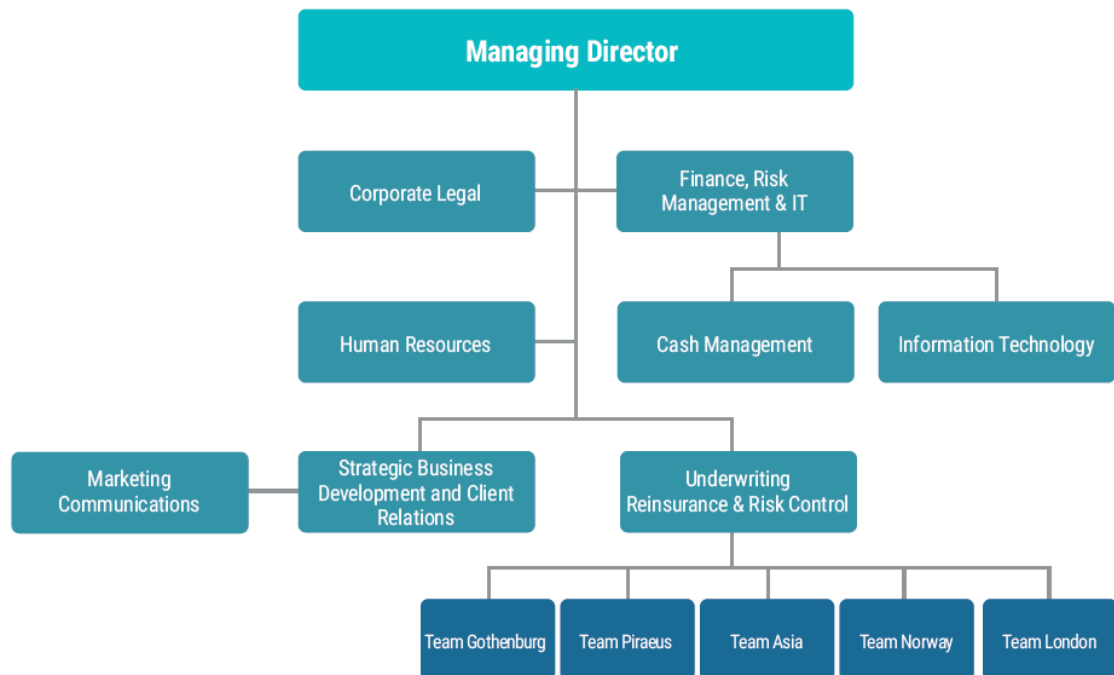 Managing Director
Corporate Legal
Finance, Risk
Management & IT
Human Resources
Cash Management
Information Technology
Marketing
Communications
Strategic Business
Development and Client
Relations
Underwriting
Reinsurance & Risk Control
Team Gothenburg
Team Piraeus
Team Asia
Team Norway
Team London